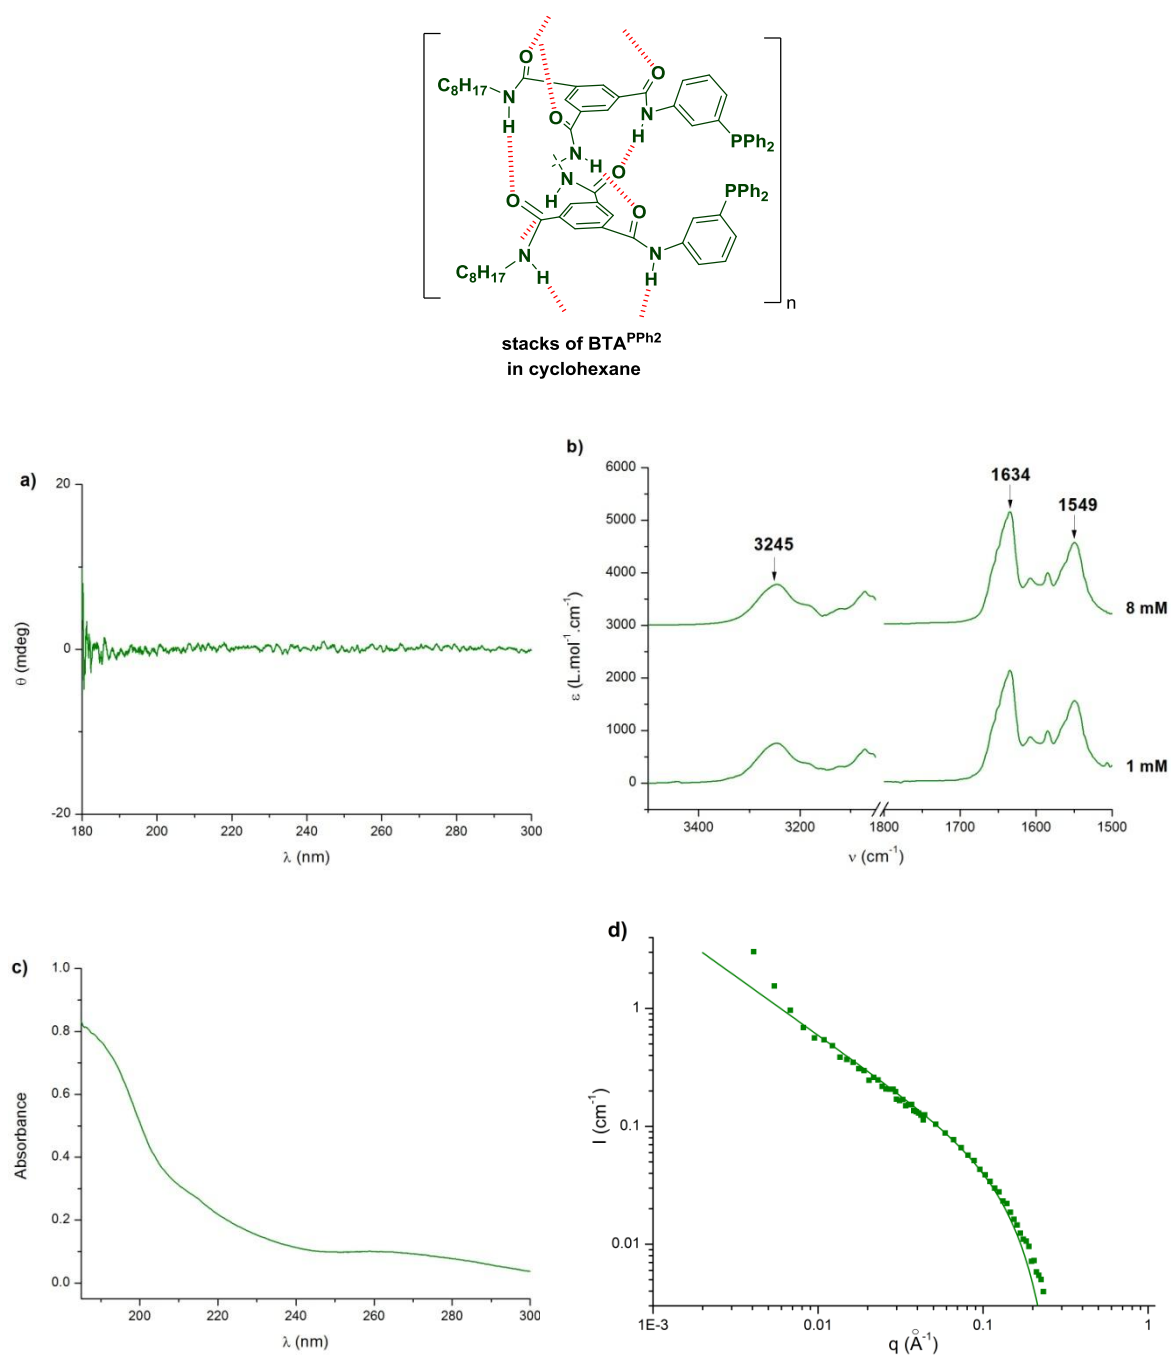 O
O
C8H17
N
H
O
N
H
PPh2
N
H
N
H
O
O
O
PPh2
N
H
C8H17
N
H
n
stacks of BTA^PPh2
in cyclohexane
a)
20
0
-20
θ (mdeg)
180 200 220 240 260 280 300
λ (nm)
b)
6000
5000
4000
3000
2000
1000
0
ε (L.mol-1.cm-1)
3245
1634
1549
8 mM
1 mM
3400 3200 1800 1700 1600 1500
ν (cm-1)
c)
1.0
0.8
0.6
0.4
0.2
0.0
Absorbance
200 220 240 260 280 300
λ (nm)
d)
1
0.1
0.01
I (cm-1)
1E-3 0.01 0.1 1
q (Å-1)